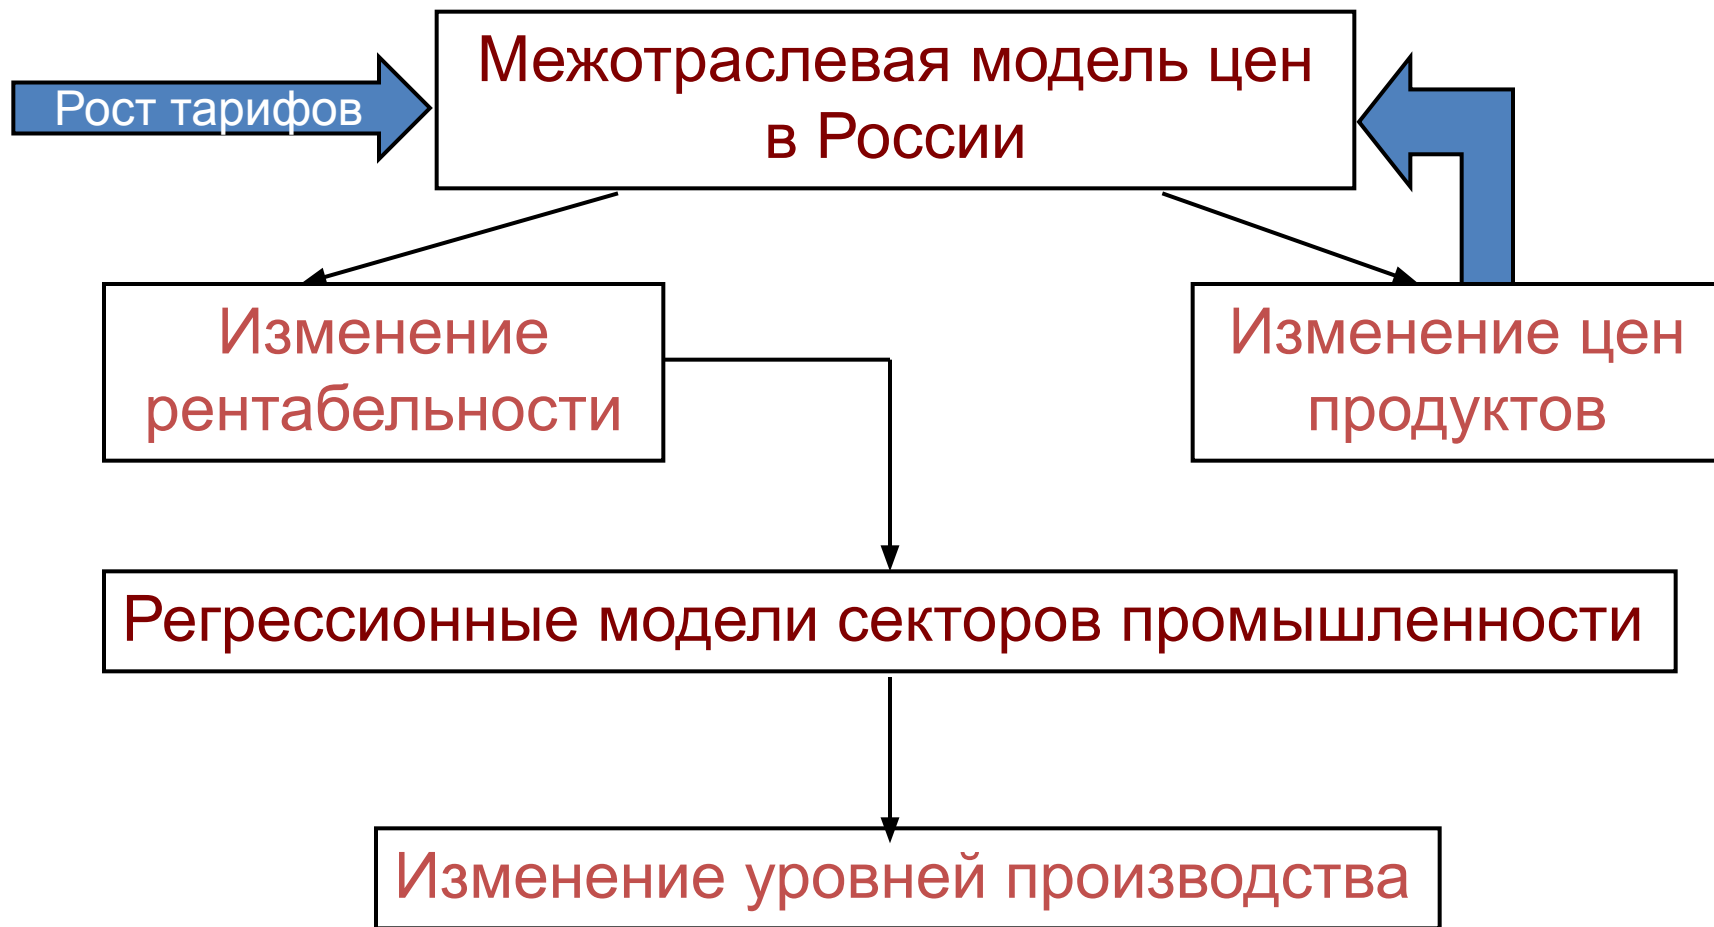 Межотраслевая модель цен
в России
Рост тарифов
Изменение
рентабельности
Изменение цен
продуктов
Регрессионные модели секторов промышленности
Изменение уровней производства